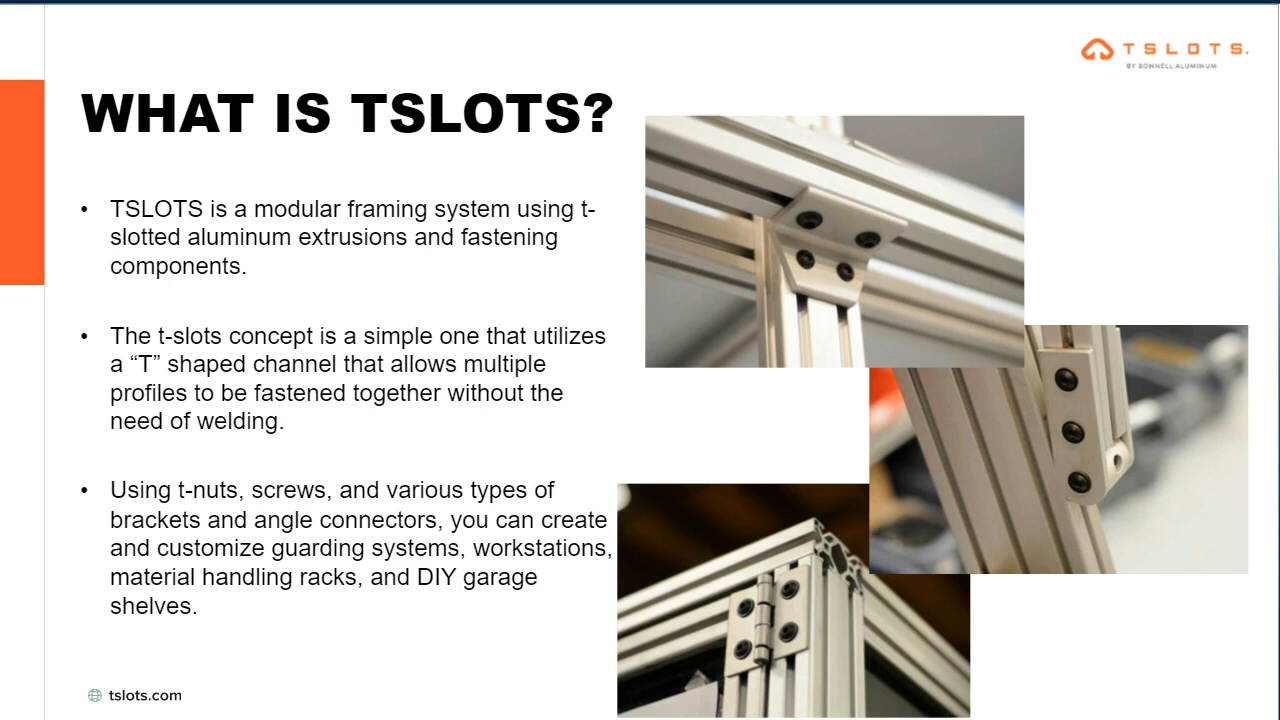 TSLOTS.
BY BONNELL ALUMINUM
WHAT IS TSLOTS?
• TSLOTS is a modular framing system using t-
slotted aluminum extrusions and fastening
components.
• The t-slots concept is a simple one that utilizes
a “T” shaped channel that allows multiple
profiles to be fastened together without the
need of welding.
• Using t-nuts, screws, and various types of
brackets and angle connectors, you can create
and customize guarding systems, workstations,
material handling racks, and DIY garage
shelves.
tslots.com